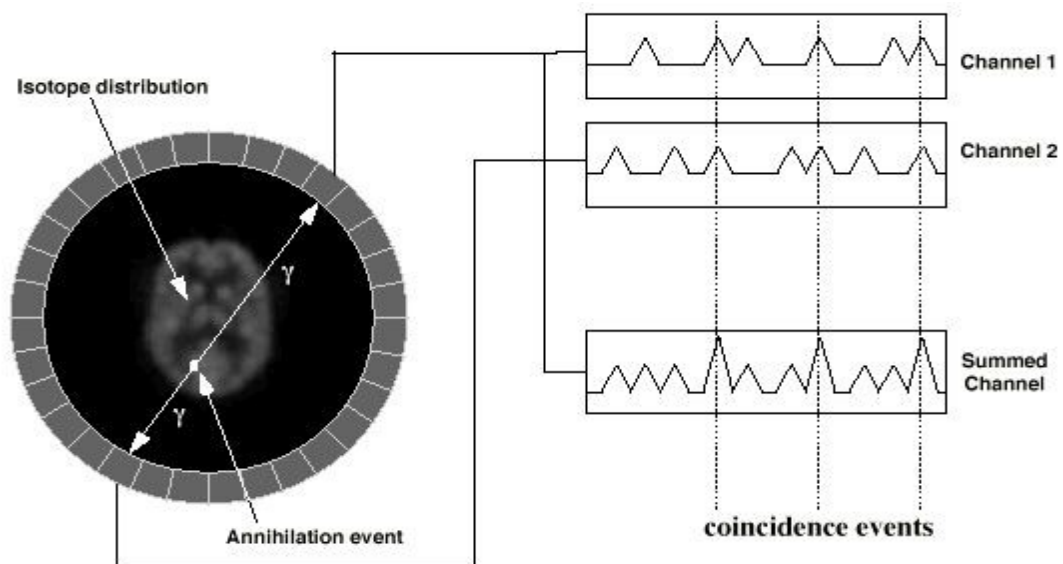 Isotope distribution
γ
γ
Annihilation event
Channel 1
Channel 2
Summed
Channel
coincidence events